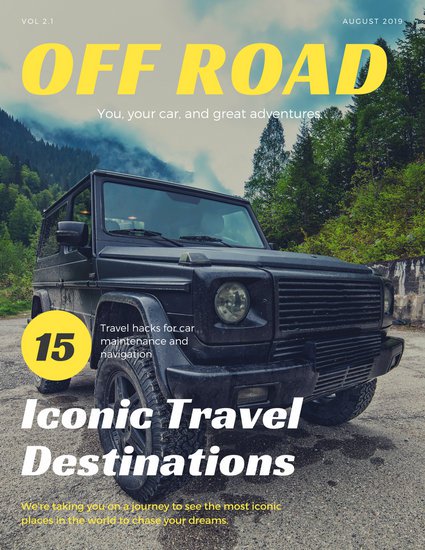 VOL 2.1
AUGUST 2019
OFF ROAD
You, your car, and great adventures.
15
Travel hacks for car
maintenance and
navigation
Iconic Travel
Destinations
We're taking you on a journey to see the most iconic
places in the world to chase your dreams.